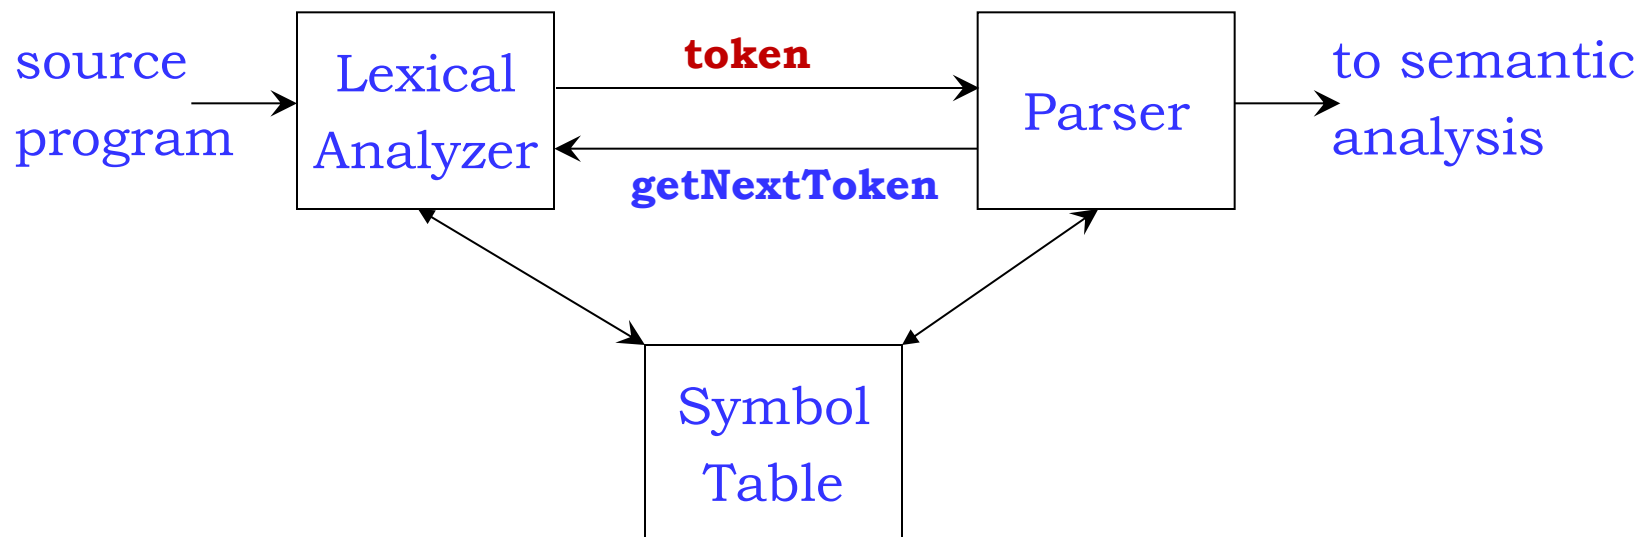 source
program
Lexical
Analyzer
token
getNextToken
Parser
to semantic
analysis
Symbol
Table